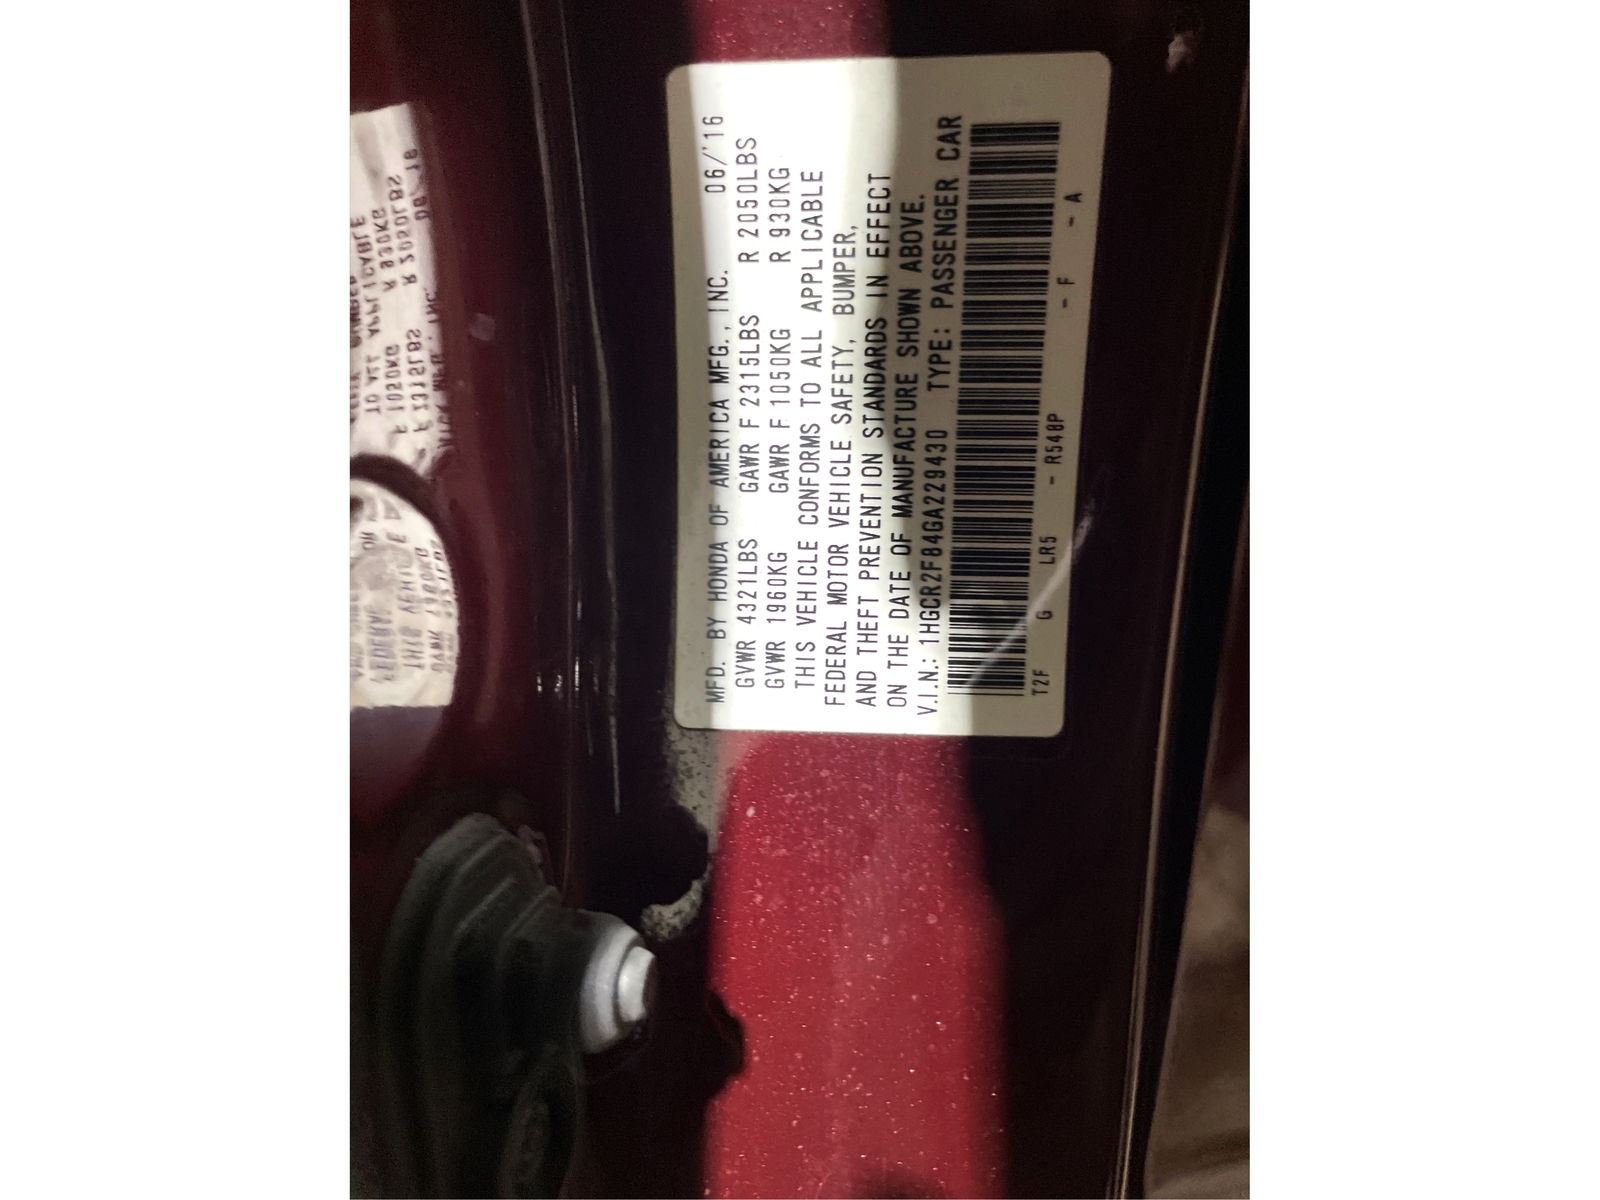 MFD. BY HONDA OF AMERICA MFG., INC. 06/'16
GVWR 4321LBS GAWR F 2315LBS R 2050LBS
GVWR 1960KG GAWR F 1050KG R 930KG
THIS VEHICLE CONFORMS TO ALL APPLICABLE
FEDERAL MOTOR VEHICLE SAFETY, BUMPER,
AND THEFT PREVENTION STANDARDS IN EFFECT
ON THE DATE OF MANUFACTURE SHOWN ABOVE.
V.I.N.: 1HGCR2F84GA229430 TYPE: PASSENGER CAR
T2F G LR5 - R548P - F - A